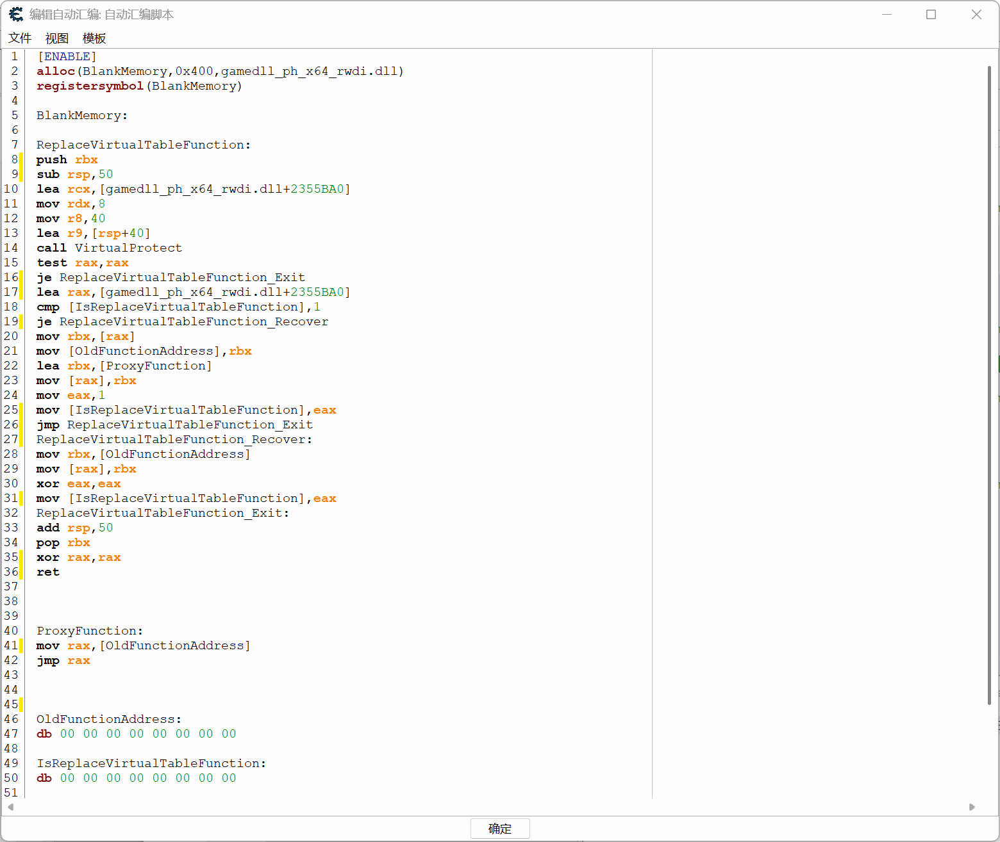 编辑自动汇编: 自动汇编脚本
文件 视图 模板
1 [ENABLE]
2 alloc(BlankMemory,0x400,gamedll_ph_x64_rwdi.dll)
3 registersymbol(BlankMemory)
4
5 BlankMemory:
6
7 ReplaceVirtualTableFunction:
8 push rbx
9 sub rsp,50
10 lea rcx,[gamedll_ph_x64_rwdi.dll+2355BA0]
11 mov rdx,8
12 mov r8,40
13 lea r9,[rsp+40]
14 call VirtualProtect
15 test rax,rax
16 je ReplaceVirtualTableFunction_Exit
17 lea rax,[gamedll_ph_x64_rwdi.dll+2355BA0]
18 cmp [IsReplaceVirtualTableFunction],1
19 je ReplaceVirtualTableFunction_Recover
20 mov rbx,[rax]
21 mov [OldFunctionAddress],rbx
22 lea rbx,[ProxyFunction]
23 mov [rax],rbx
24 mov eax,1
25 mov [IsReplaceVirtualTableFunction],eax
26 jmp ReplaceVirtualTableFunction_Exit
27 ReplaceVirtualTableFunction_Recover:
28 mov rbx,[OldFunctionAddress]
29 mov [rax],rbx
30 xor eax,eax
31 mov [IsReplaceVirtualTableFunction],eax
32 ReplaceVirtualTableFunction_Exit:
33 add rsp,50
34 pop rbx
35 xor rax,rax
36 ret
37
38
39
40 ProxyFunction:
41 mov rax,[OldFunctionAddress]
42 jmp rax
43
44
45
46 OldFunctionAddress:
47 db 00 00 00 00 00 00 00 00
48
49 IsReplaceVirtualTableFunction:
50 db 00 00 00 00 00 00 00 00
51
确定